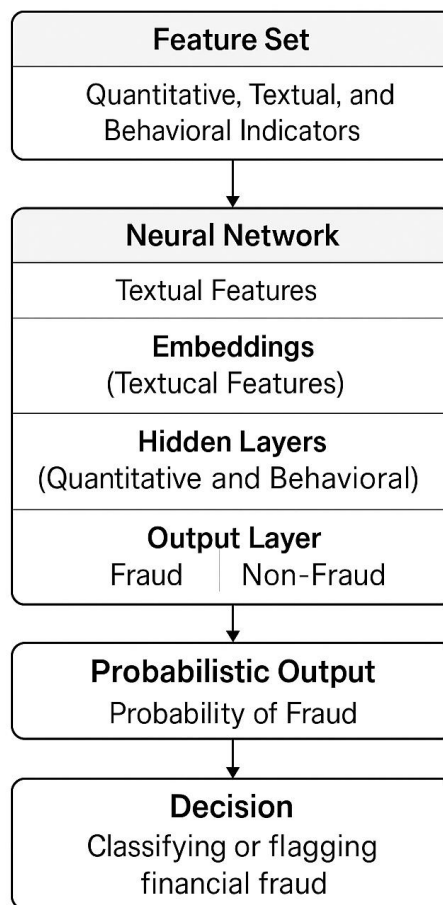 Feature Set
Quantitative, Textual, and
Behavioral Indicators
Neural Network
Textual Features
Embeddings
(Textucal Features)
Hidden Layers
(Quantitative and Behavioral)
Output Layer
Fraud Non-Fraud
Probabilistic Output
Probability of Fraud
Decision
Classifying or flagging
financial fraud